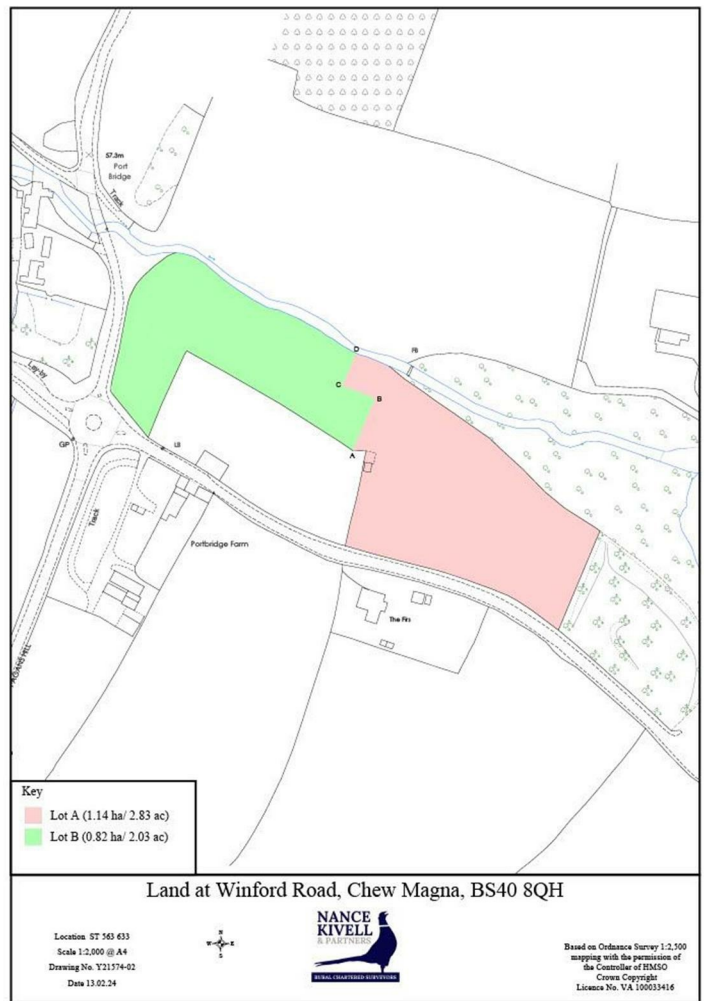 57.3m
Port
Bridge
Track
D
FB
C
B
A
Lay-by
GP
LB
Track
Portbridge Farm
The Firs
Key
Lot A (1.14 ha/ 2.83 ac)
Lot B (0.82 ha/ 2.03 ac)
Land at Winford Road, Chew Magna, BS40 8QH
Location ST 563 633
Scale 1:2,000 @ A4
Drawing No. Y21574-02
Date 13.02.24
N
W E
S
NANCE
KIVELL
& PARTNERS
RURAL CHARTERED SURVEYORS
Based on Ordnance Survey 1:2,500
mapping with the permission of
the Controller of HMSO
Crown Copyright
Licence No. VA 100033416